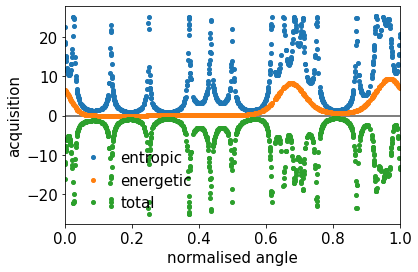 20
10
0
−10
−20
acquisition
entropic
energetic
total
0.0 0.2 0.4 0.6 0.8 1.0
normalised angle